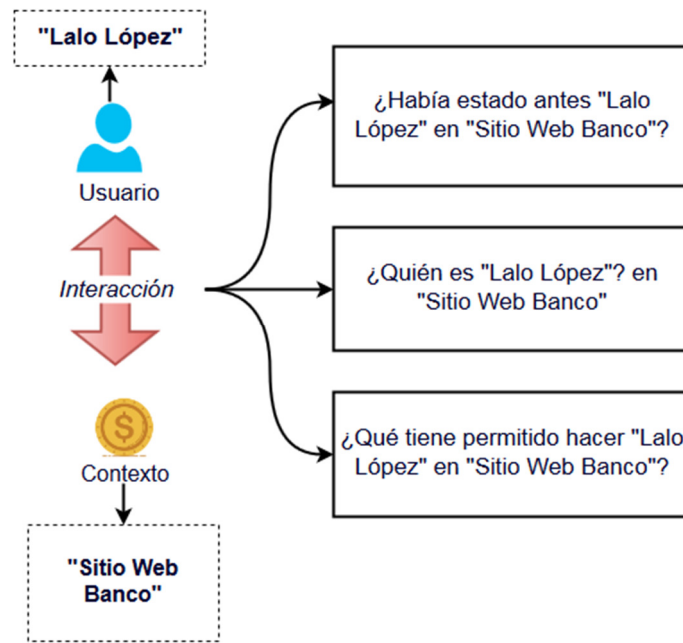 "Lalo López"
Usuario
Interacción
Contexto
"Sitio Web
Banco"
¿Había estado antes "Lalo
López" en "Sitio Web Banco"?
¿Quién es "Lalo López"? en
"Sitio Web Banco"
¿Qué tiene permitido hacer "Lalo
López" en "Sitio Web Banco"?